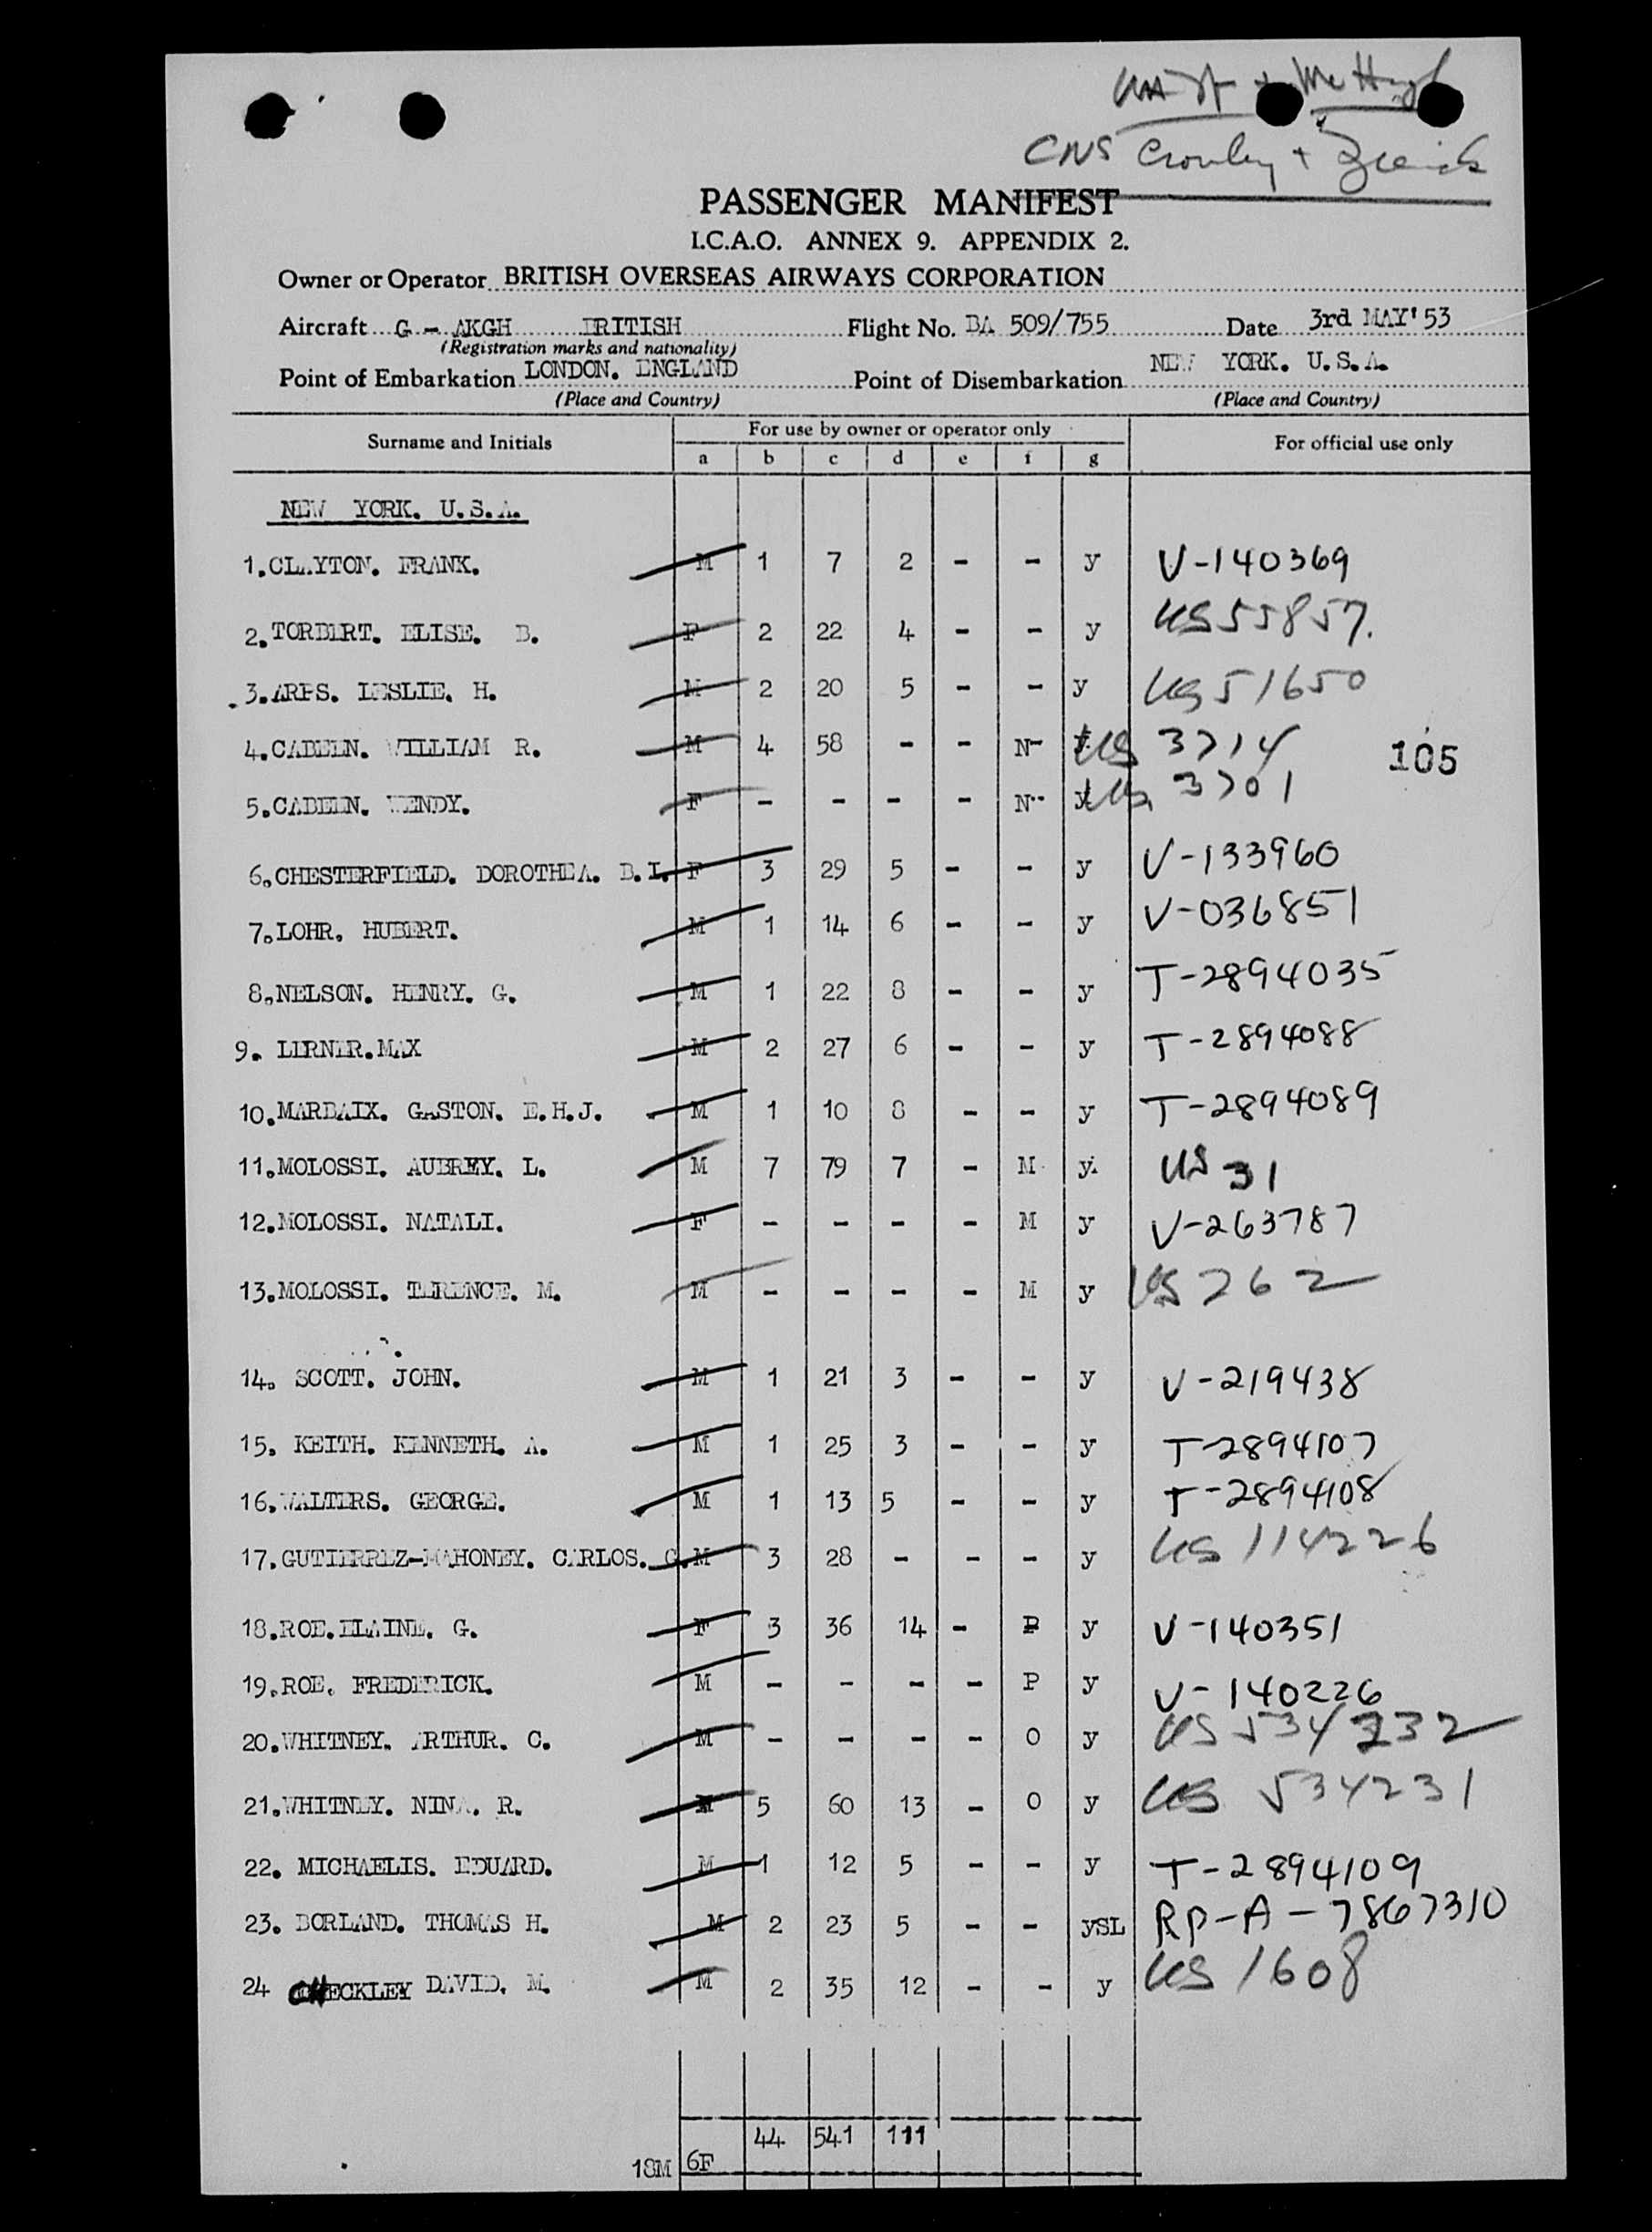 CNS Crowley +
PASSENGER MANIFEST
I.C.A.O. ANNEX 9. APPENDIX 2.
Owner or Operator BRITISH OVERSEAS AIRWAYS CORPORATION
Aircraft G - AKGH BRITISH Flight No. BA 509/755 Date 3rd MAY'53
(Registration marks and nationality)
Point of Embarkation LONDON. ENGLAND Point of Disembarkation NEW YORK. U.S.A.
(Place and Country) (Place and Country)
Surname and Initials For use by owner or operator only For official use only
a b c d e f g
NEW YORK. U.S.A.
1.CLAYTON. FRANK. M 1 7 2 - - y V-140369
2.TORBERT. ELISE. B. F 2 22 4 - - y US 55857.
3.ARPS. LESLIE. H. M 2 20 5 - - y US 51650
4.CABEEN. WILLIAM R. M 4 58 - - N- y US 3714 105
5.CABEEN. WENDY. F - - - - N-- y US 3701
6.CHESTERFIELD. DOROTHEA. B.I. F 3 29 5 - - y V-133960
7.LOHR. HUBERT. M 1 14 6 - - y V-036851
8.NELSON. HENRY. G. M 1 22 8 - - y T-2894035
9. LERNER.MAX M 2 27 6 - - y T-2894088
10.MARBAIX. GASTON. E.H.J. M 1 10 8 - - y T-2894089
11.MOLOSSI. AUBREY. L. M 7 79 7 - M y. US 31
12.MOLOSSI. NATALI. F - - - - M y V-263787
13.MOLOSSI. TERENCE. M. M - - - - M y US 262
14. SCOTT. JOHN. M 1 21 3 - - y V-219438
15. KEITH. KENNETH. A. M 1 25 3 - - y T-2894107
16.WALTERS. GEORGE. M 1 13 5 - - y T-2894108
17.GUTIERREZ-MAHONEY. CARLOS. G.M 3 28 - - - y US 114226
18.ROE.ELAINE. G. F 3 36 14 - P y V-140351
19.ROE. FREDERICK. M - - - - P y V-140226
20.WHITNEY. ARTHUR. C. M - - - - O y US 534232
21.WHITNEY. NINA. R. 5 60 13 - O y US 534231
22. MICHAELIS. EDUARD. M 1 12 5 - - y T-2894109
23. BORLAND. THOMAS H. M 2 23 5 - - ySL RP-A-7867310
24 CHECKLEY DAVID. M. M 2 35 12 - - y US 1608
44 541 111
18M 6F